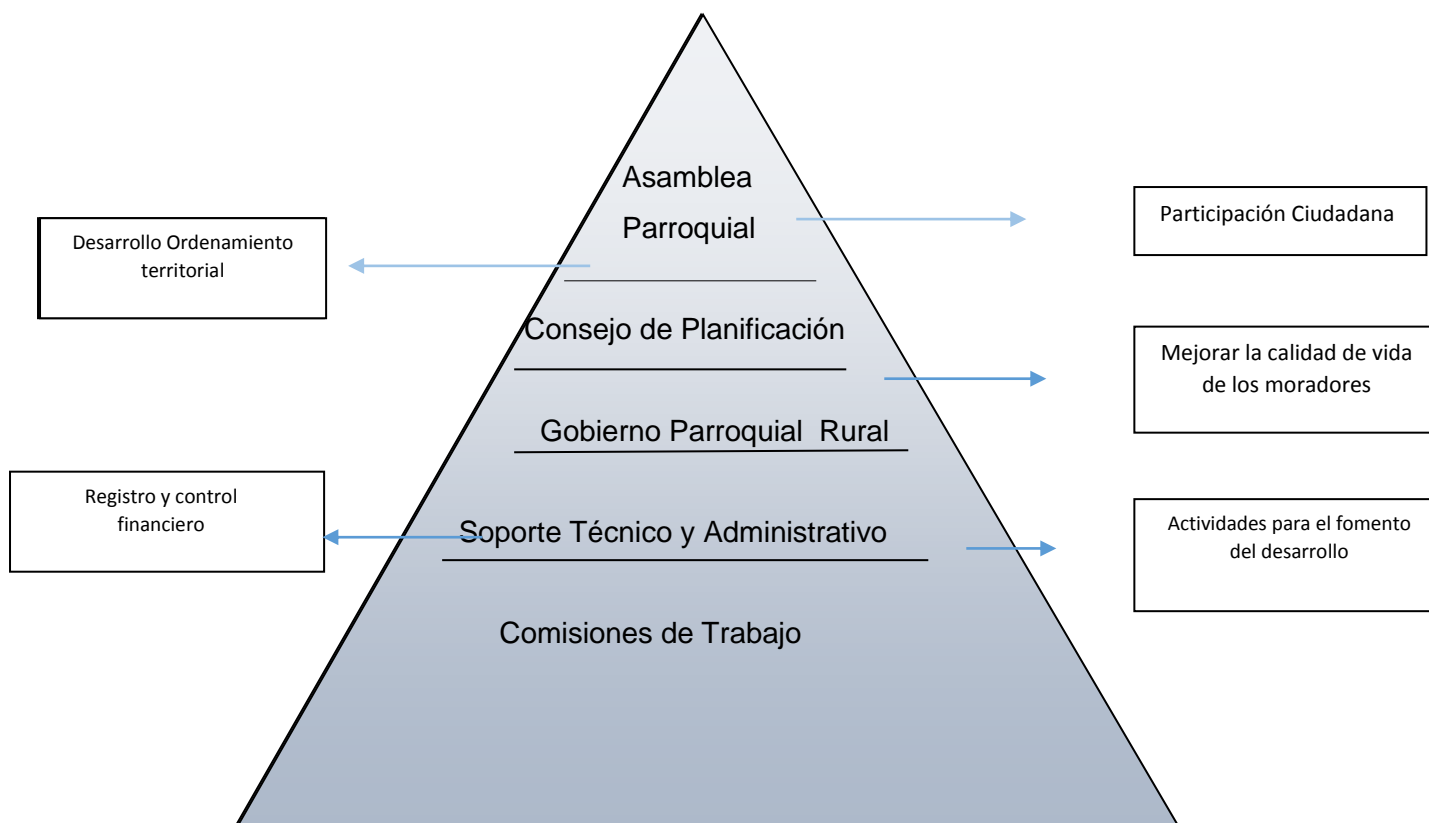 Asamblea
Parroquial
Participación Ciudadana
Desarrollo Ordenamiento
territorial
Consejo de Planificación
Mejorar la calidad de vida
de los moradores
Gobierno Parroquial Rural
Registro y control
financiero
Soporte Técnico y Administrativo
Actividades para el fomento
del desarrollo
Comisiones de Trabajo